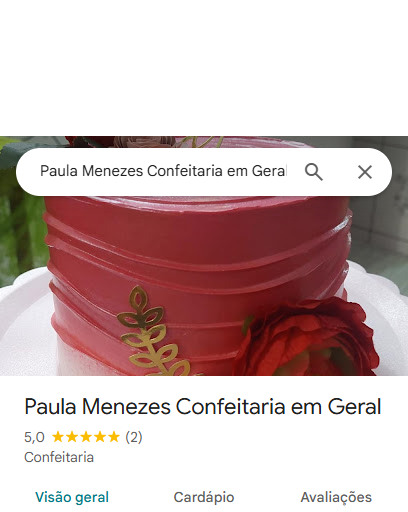 Paula Menezes Confeitaria em Geral
Paula Menezes Confeitaria em Geral
5,0 (2)
Confeitaria
Visão geral Cardápio Avaliações